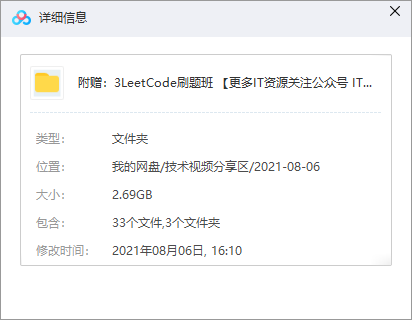 详细信息
附赠：3LeetCode刷题班 【更多IT资源关注公众号 IT...
类型： 文件夹
位置： 我的网盘/技术视频分享区/2021-08-06
大小： 2.69GB
包含： 33个文件,3个文件夹
修改时间： 2021年08月06日, 16:10